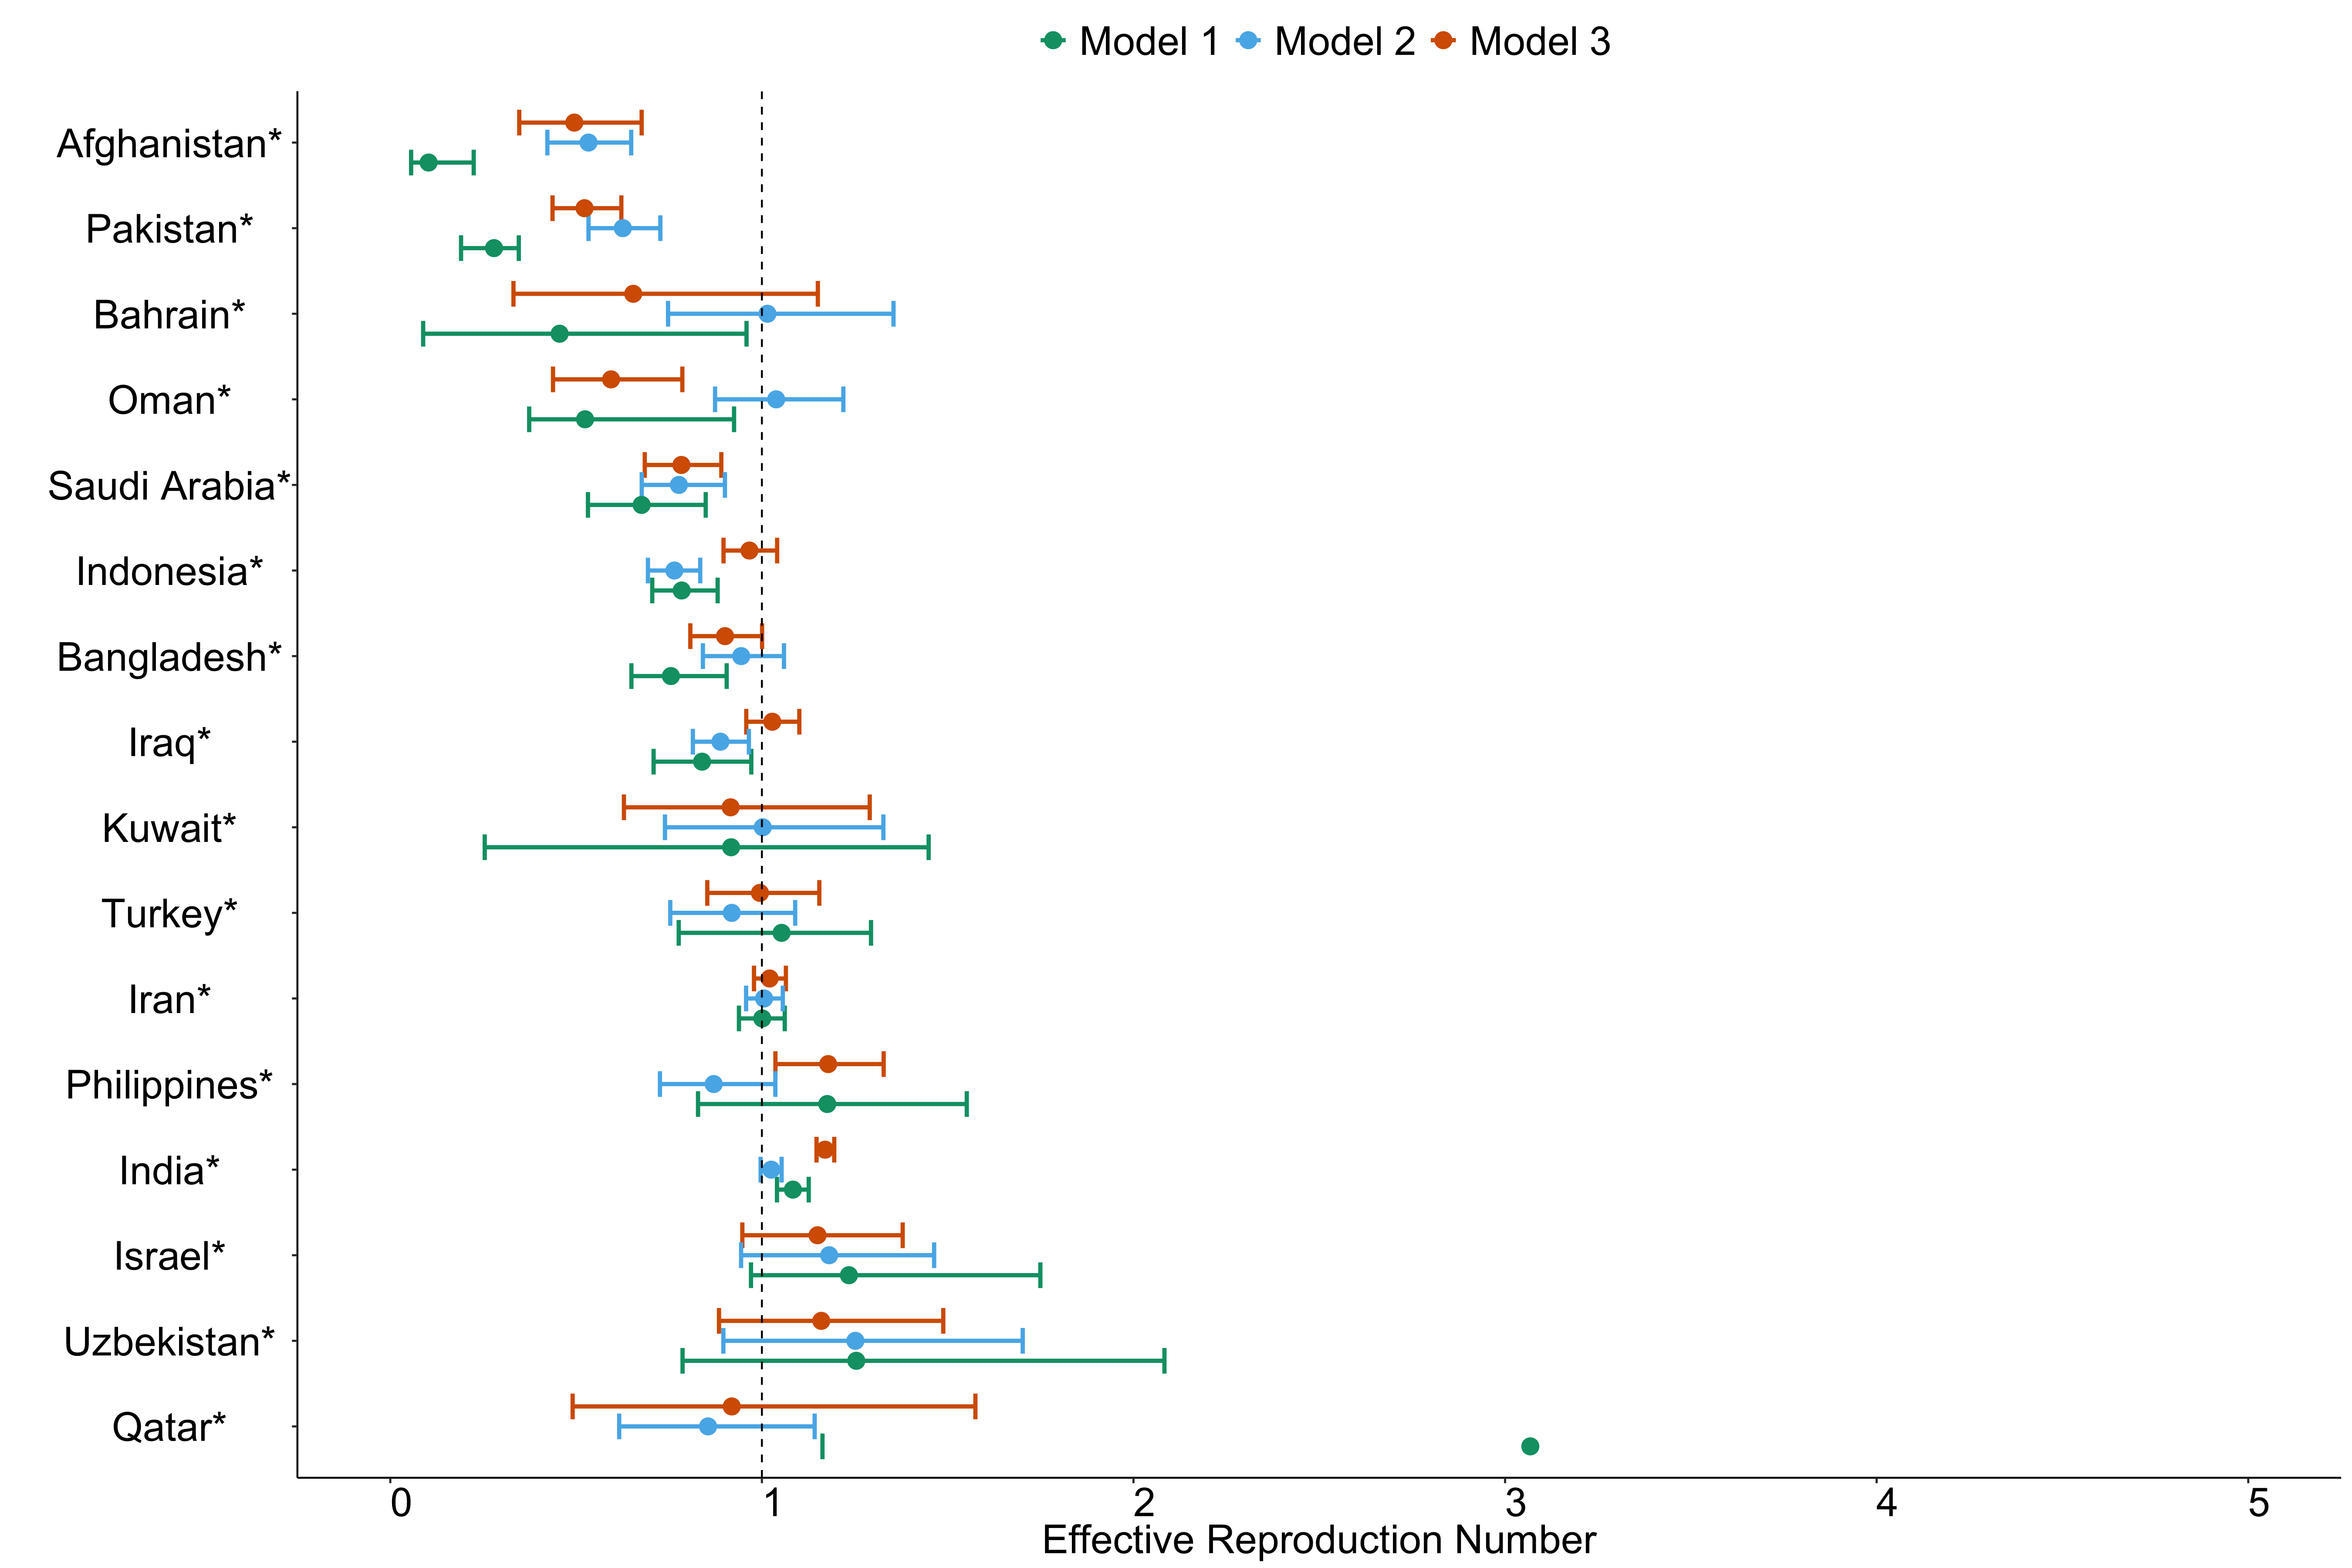 Model 1 Model 2 Model 3
Afghanistan*
Pakistan*
Bahrain*
Oman*
Saudi Arabia*
Indonesia*
Bangladesh*
Iraq*
Kuwait*
Turkey*
Iran*
Philippines*
India*
Israel*
Uzbekistan*
Qatar*
0 1 2 3 4 5
Effective Reproduction Number